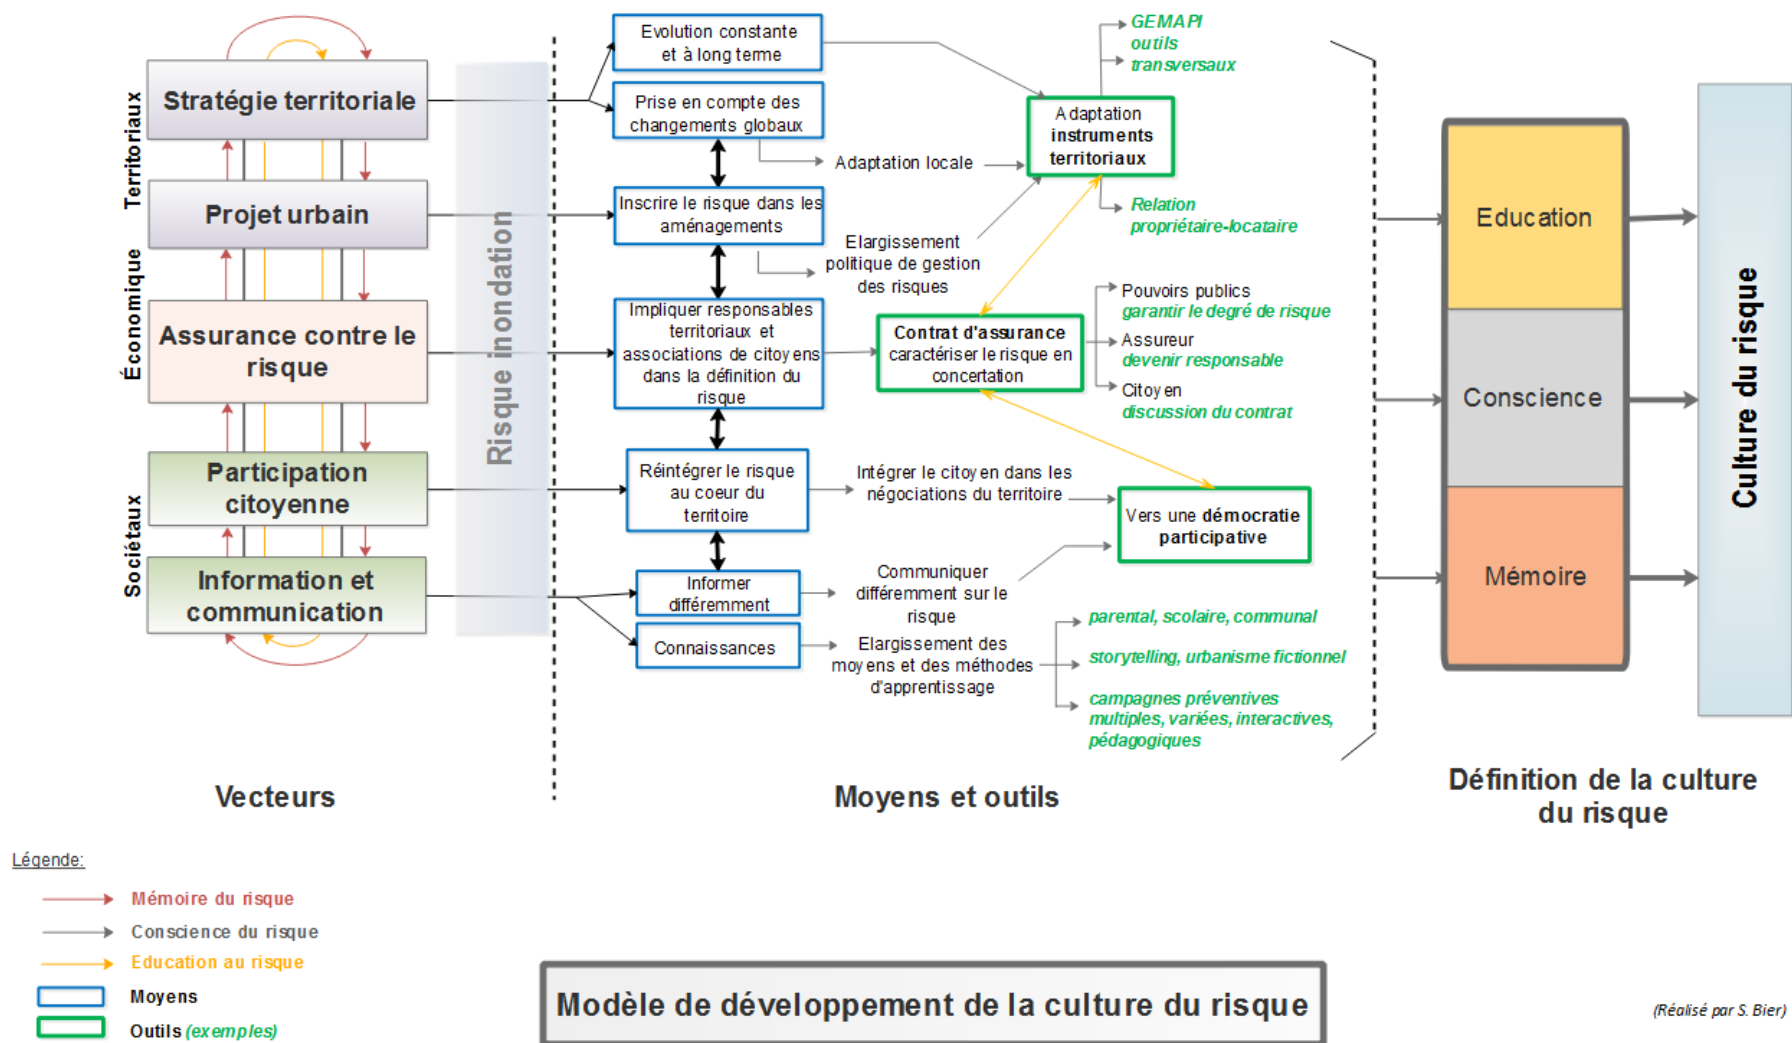 Territoriaux
Économique
Sociétaux
Stratégie territoriale
Projet urbain
Assurance contre le
risque
Participation
citoyenne
Information et
communication
Risque inondation
Evolution constante
et à long terme
Prise en compte des
changements globaux
Inscrire le risque dans les
aménagements
Impliquer responsables
territoriaux et
associations de citoyens
dans la définition du
risque
Réintégrer le risque
au coeur du
territoire
Informer
différemment
Connaissances
Adaptation locale
Elargissement
politique de gestion
des risques
Intégrer le citoyen dans les
négociations du territoire
Communiquer
différemment sur le
risque
Elargissement des
moyens et des méthodes
d'apprentissage
GEMAPI
outils
transversaux
Adaptation
instruments
territoriaux
Relation
propriétaire-locataire
Contrat d'assurance
caractériser le risque en
concertation
Pouvoirs publics
garantir le degré de risque
Assureur
devenir responsable
Citoyen
discussion du contrat
Vers une démocratie
participative
parental, scolaire, communal
storytelling, urbanisme fictionnel
campagnes préventives
multiples, variées, interactives,
pédagogiques
Education
Conscience
Mémoire
Culture du risque
Vecteurs
Moyens et outils
Définition de la culture
du risque
Légende:
Mémoire du risque
Conscience du risque
Education au risque
Moyens
Outils (exemples)
Modèle de développement de la culture du risque
(Réalisé par S. Bier)